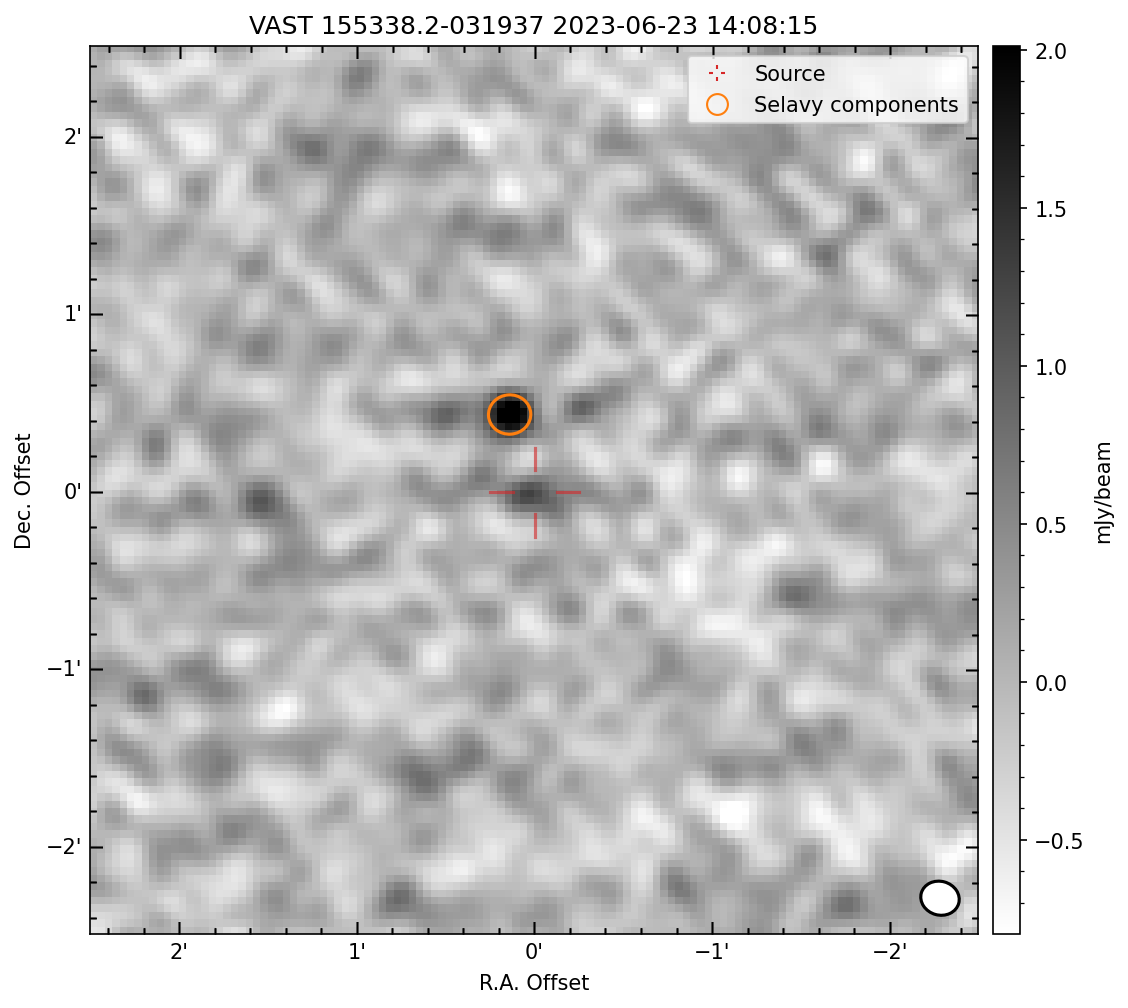 VAST 155338.2-031937 2023-06-23 14:08:15
Source
Selavy components
2'
1'
0'
−1'
−2'
Dec. Offset
2'
1'
0'
−1'
−2'
R.A. Offset
2.0
1.5
1.0
0.5
0.0
−0.5
mJy/beam